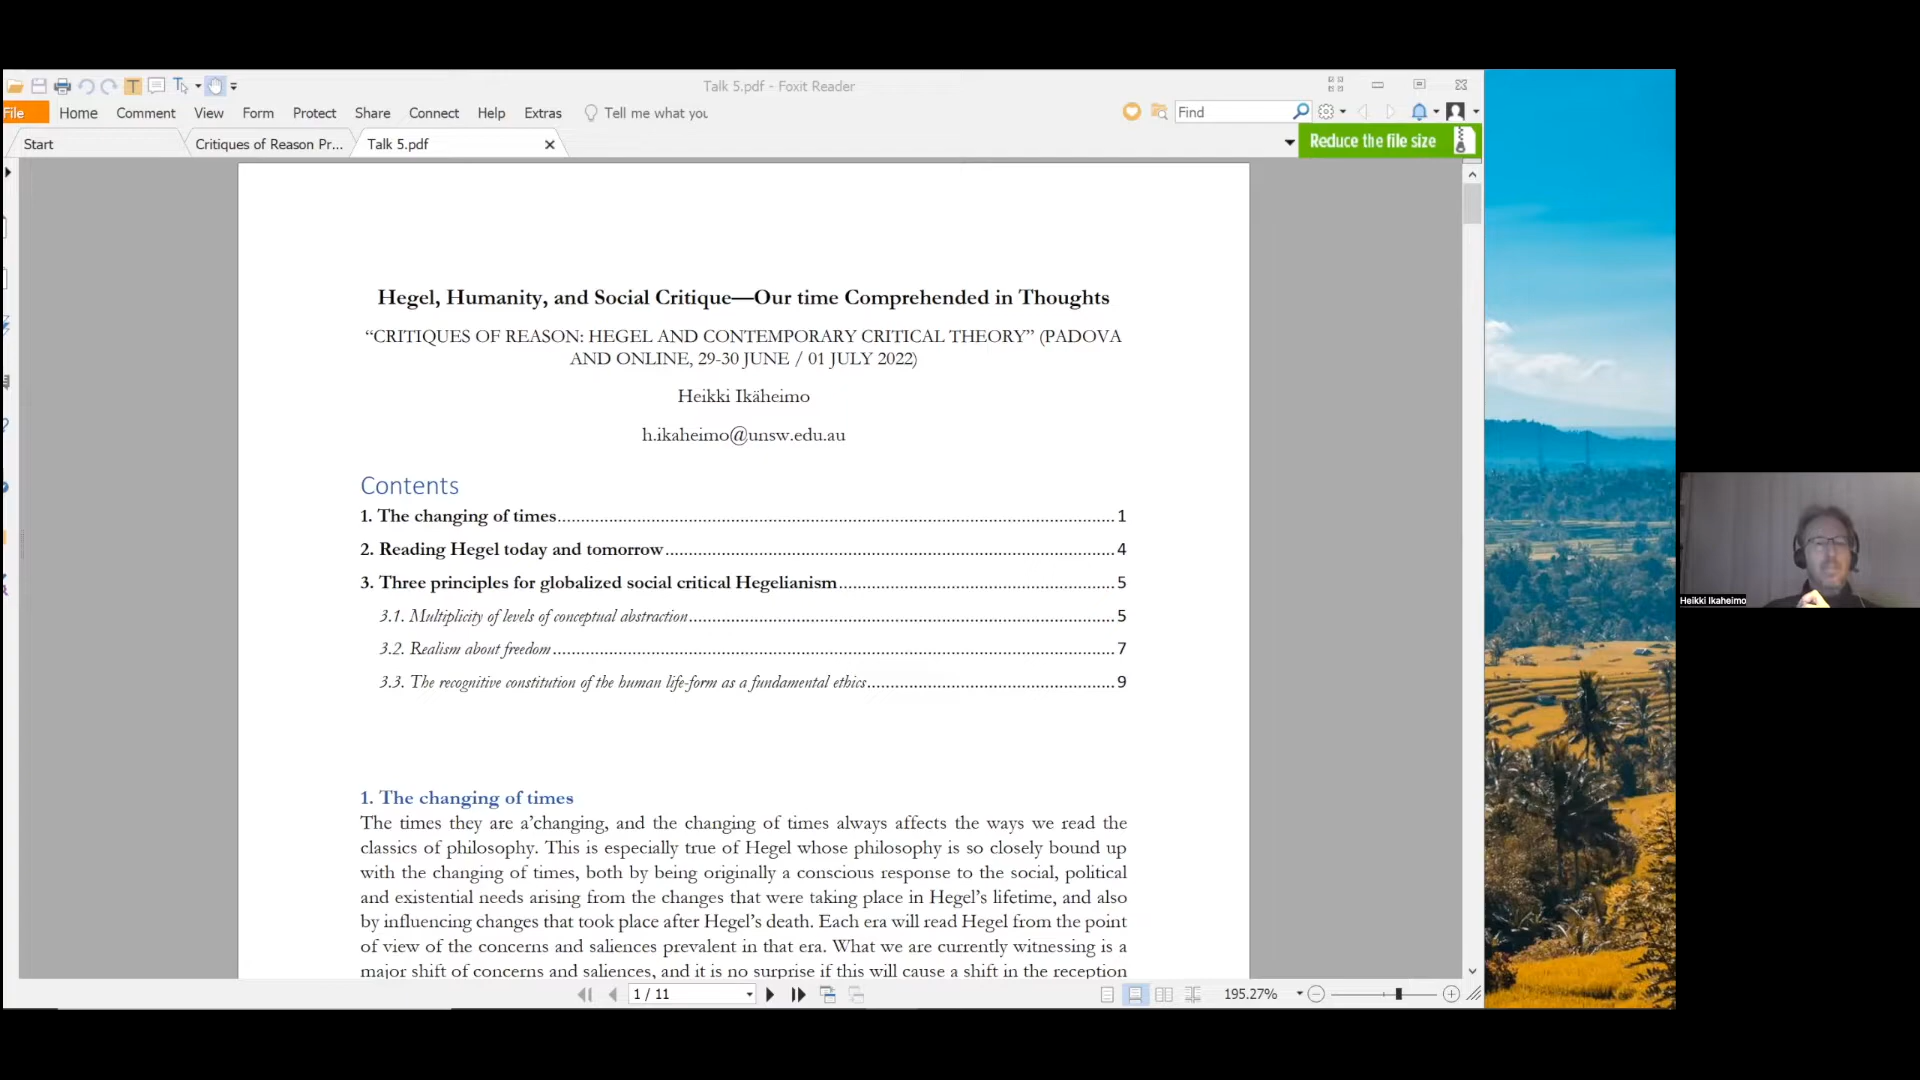 Talk 5.pdf - Foxit Reader
File Home Comment View Form Protect Share Connect Help Extras Tell me what you Find
Start Critiques of Reason Pr... Talk 5.pdf Reduce the file size
Hegel, Humanity, and Social Critique—Our time Comprehended in Thoughts
“CRITIQUES OF REASON: HEGEL AND CONTEMPORARY CRITICAL THEORY” (PADOVA
AND ONLINE, 29-30 JUNE / 01 JULY 2022)
Heikki Ikäheimo
h.ikaheimo@unsw.edu.au
Contents
1. The changing of times 1
2. Reading Hegel today and tomorrow 4
3. Three principles for globalized social critical Hegelianism 5
3.1. Multiplicity of levels of conceptual abstraction 5
3.2. Realism about freedom 7
3.3. The recognitive constitution of the human life-form as a fundamental ethics 9
1. The changing of times
The times they are a’changing, and the changing of times always affects the ways we read the
classics of philosophy. This is especially true of Hegel whose philosophy is so closely bound up
with the changing of times, both by being originally a conscious response to the social, political
and existential needs arising from the changes that were taking place in Hegel’s lifetime, and also
by influencing changes that took place after Hegel’s death. Each era will read Hegel from the point
of view of the concerns and saliences prevalent in that era. What we are currently witnessing is a
major shift of concerns and saliences, and it is no surprise if this will cause a shift in the reception
1 / 11 195.27%
Heikki Ikaheimo